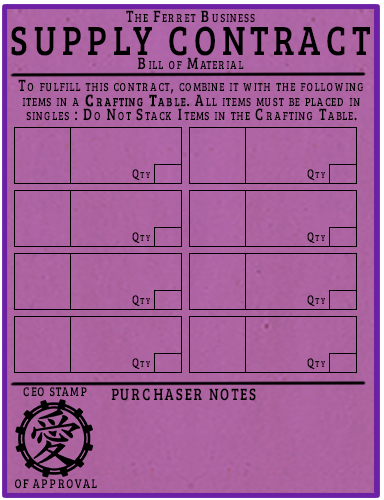 The Ferret Business
SUPPLY CONTRACT
Bill of Material
To fulfill this contract, combine it with the following
items in a Crafting Table. All items must be placed in
singles : Do Not Stack Items in the Crafting Table.
Qty Qty
Qty Qty
Qty Qty
Qty Qty
CEO STAMP
PURCHASER NOTES
愛
OF APPROVAL